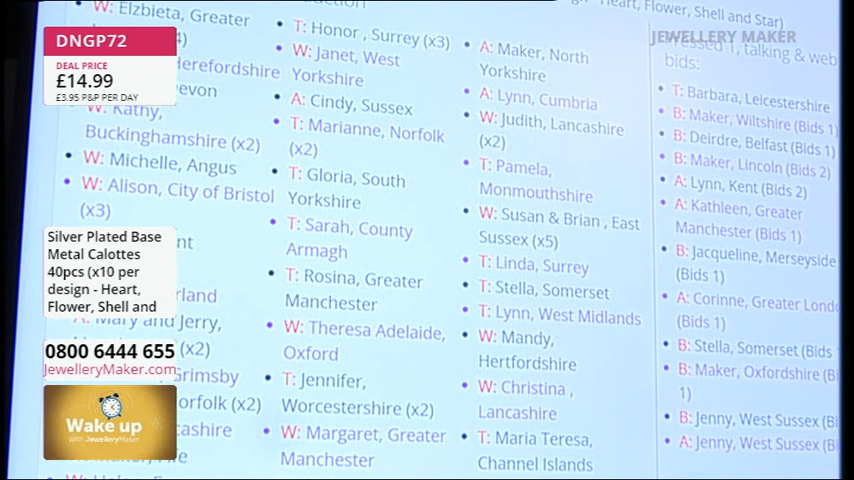 DNGP72
DEAL PRICE
£14.99
£3.95 P&P PER DAY
Silver Plated Base
Metal Calottes
40pcs (x10 per
design - Heart,
Flower, Shell and
0800 6444 655
JewelleryMaker.com
Wake up
With JewelleryMaker
JEWELLERY MAKER
W: Elzbieta, Greater
Herefordshire
W: Kathy,
Buckinghamshire (x2)
W: Michelle, Angus
W: Alison, City of Bristol
(x3)
A: Mary and Jerry,
(x2)
Grimsby
T: Honor , Surrey (x3)
W: Janet, West
Yorkshire
A: Cindy, Sussex
T: Marianne, Norfolk
(x2)
T: Gloria, South
Yorkshire
T: Sarah, County
Armagh
T: Rosina, Greater
Manchester
W: Theresa Adelaide,
Oxford
T: Jennifer,
Worcestershire (x2)
W: Margaret, Greater
Manchester
A: Maker, North
Yorkshire
A: Lynn, Cumbria
W: Judith, Lancashire
(x2)
T: Pamela,
Monmouthshire
W: Susan & Brian , East
Sussex (x5)
T: Linda, Surrey
T: Stella, Somerset
T: Lynn, West Midlands
W: Mandy,
Hertfordshire
W: Christina ,
Lancashire
T: Maria Teresa,
Channel Islands
Heart, Flower, Shell and Star)
1, talking & web
bids:
T: Barbara, Leicestershire
B: Maker, Wiltshire (Bids 1)
B: Deirdre, Belfast (Bids 1)
B: Maker, Lincoln (Bids 2)
A: Lynn, Kent (Bids 2)
A: Kathleen, Greater
Manchester (Bids 1)
B: Jacqueline, Merseyside
(Bids 1)
A: Corinne, Greater Londo
(Bids 1)
B: Stella, Somerset (Bids
B: Maker, Oxfordshire (Bi
1)
B: Jenny, West Sussex (Bi
A: Jenny, West Sussex (Bid